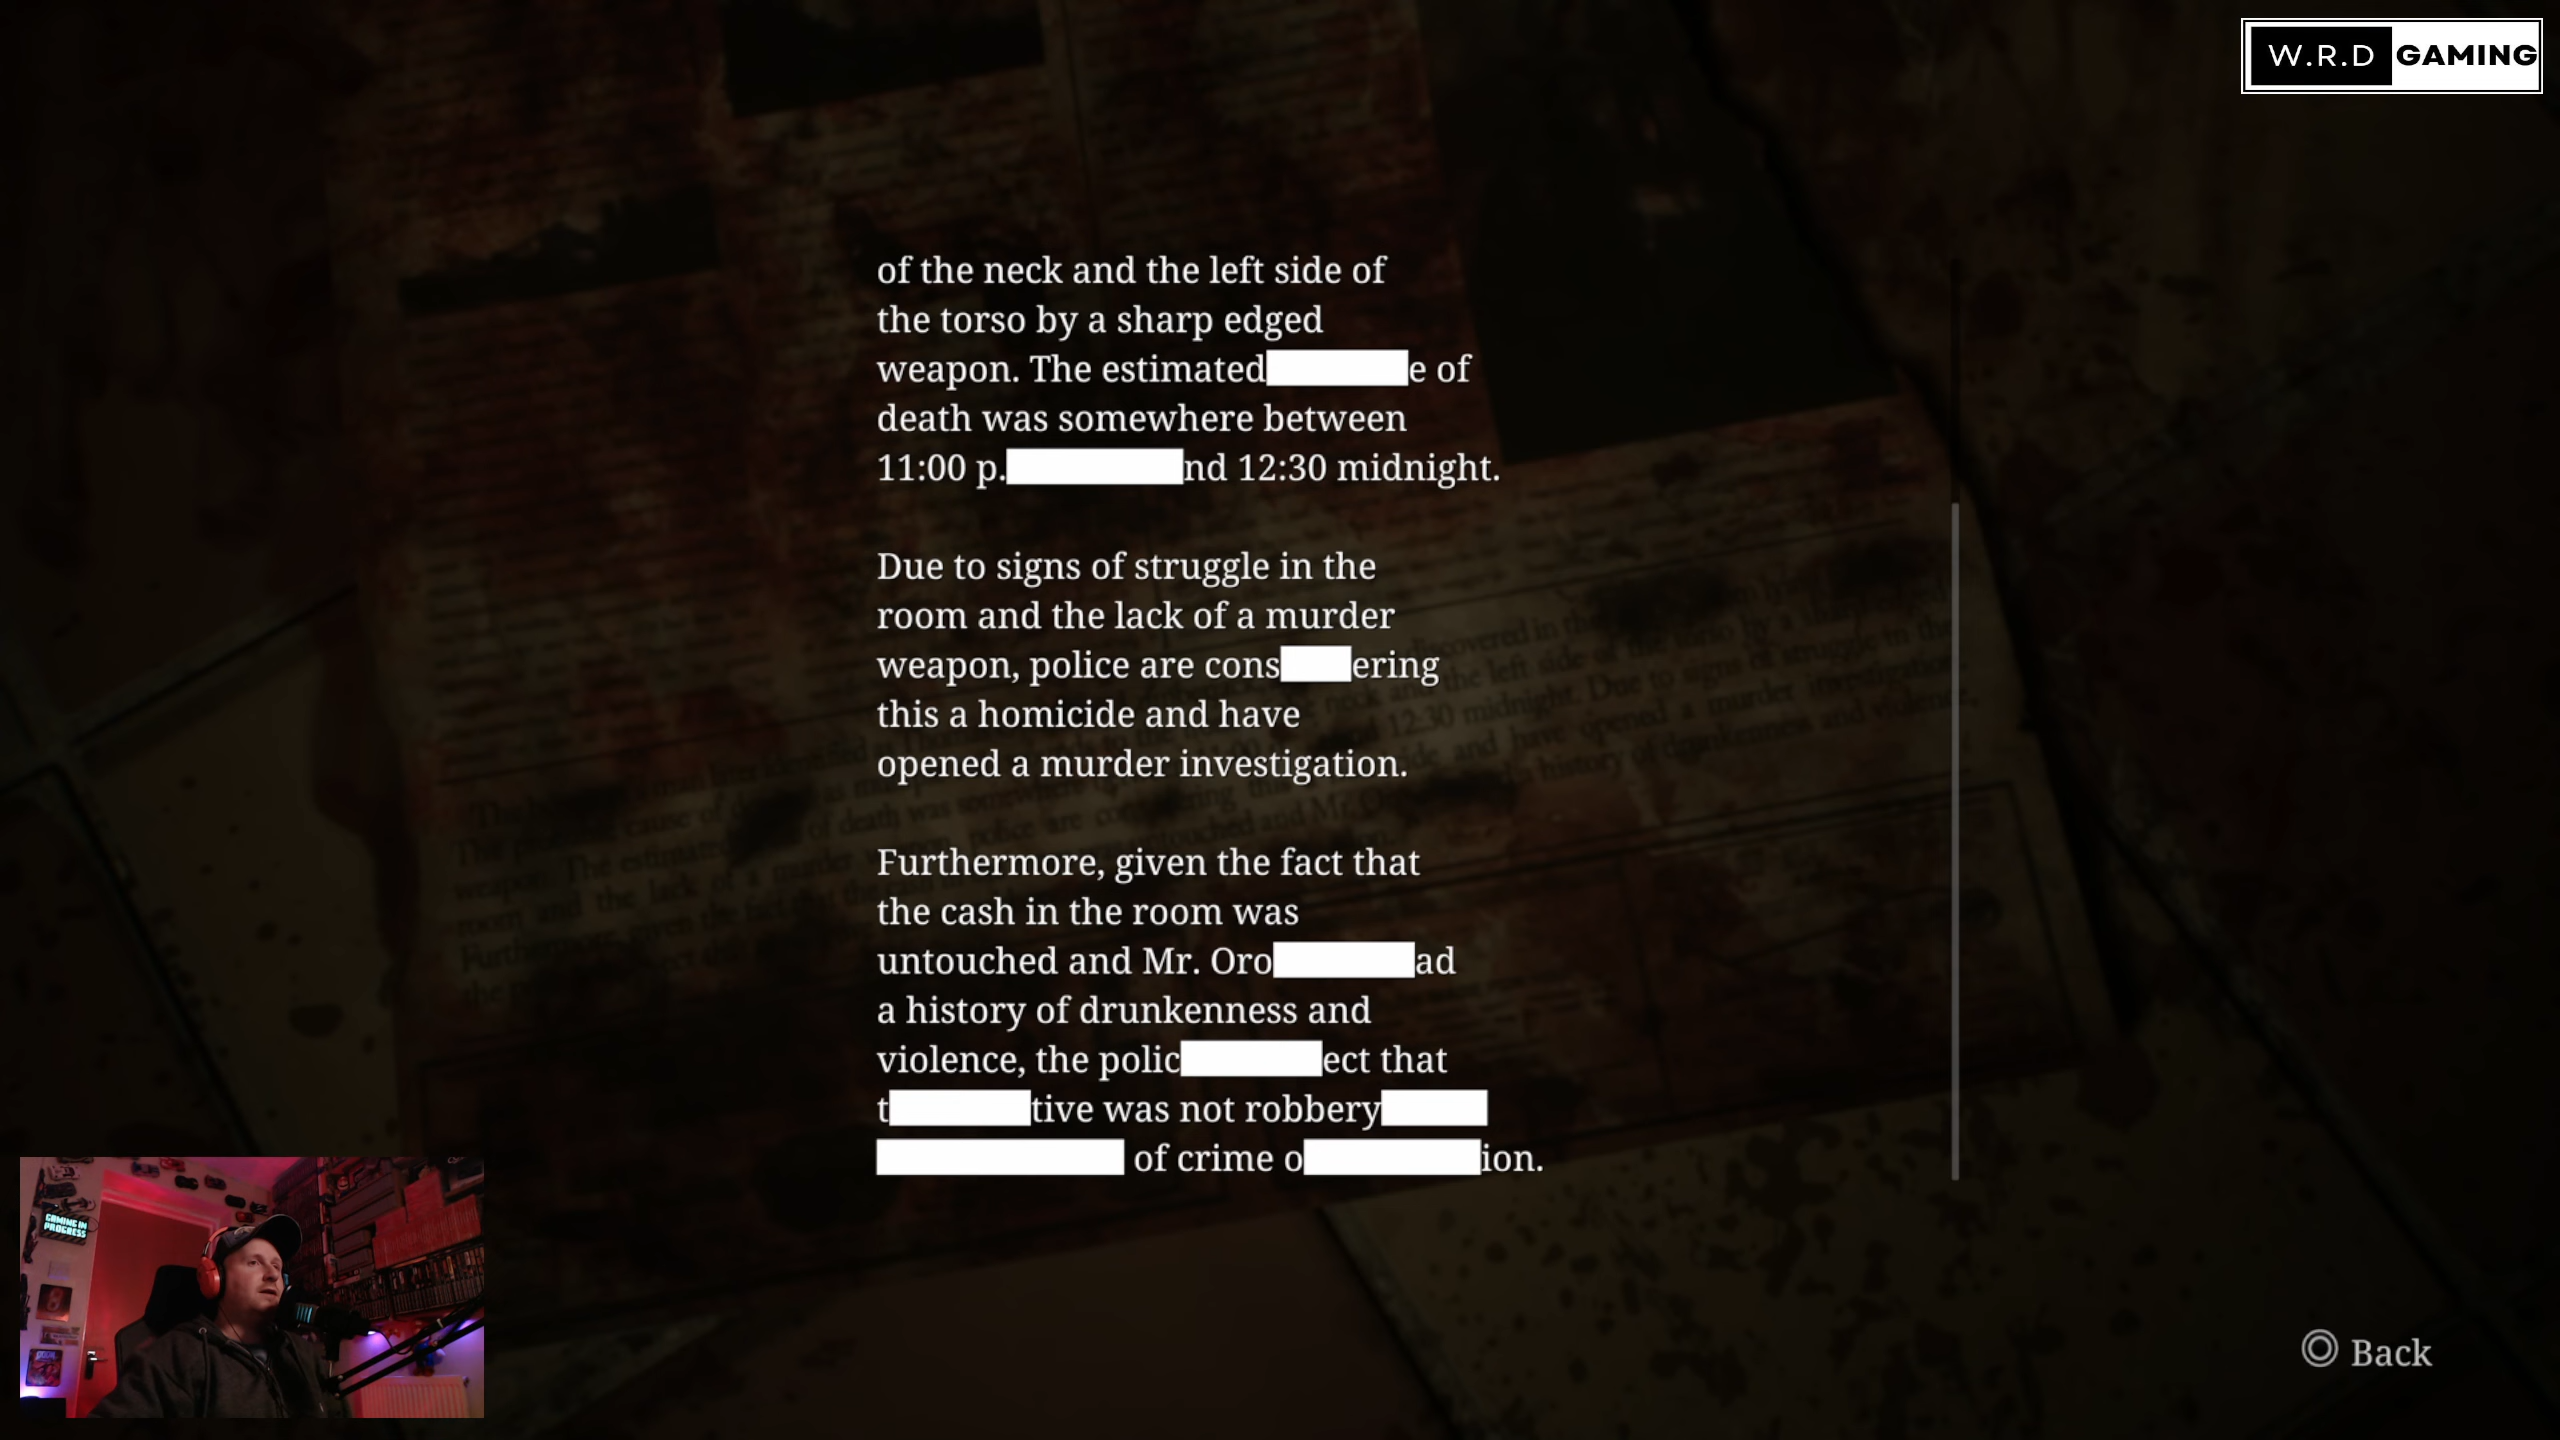 W.R.D GAMING
of the neck and the left side of
the torso by a sharp edged
weapon. The estimated e of
death was somewhere between
11:00 p. nd 12:30 midnight.
Due to signs of struggle in the
room and the lack of a murder
weapon, police are cons ering
this a homicide and have
opened a murder investigation.
Furthermore, given the fact that
the cash in the room was
untouched and Mr. Oro ad
a history of drunkenness and
violence, the polic ect that
t tive was not robbery
of crime o ion.
GAMING IN
PROGRESS
Back